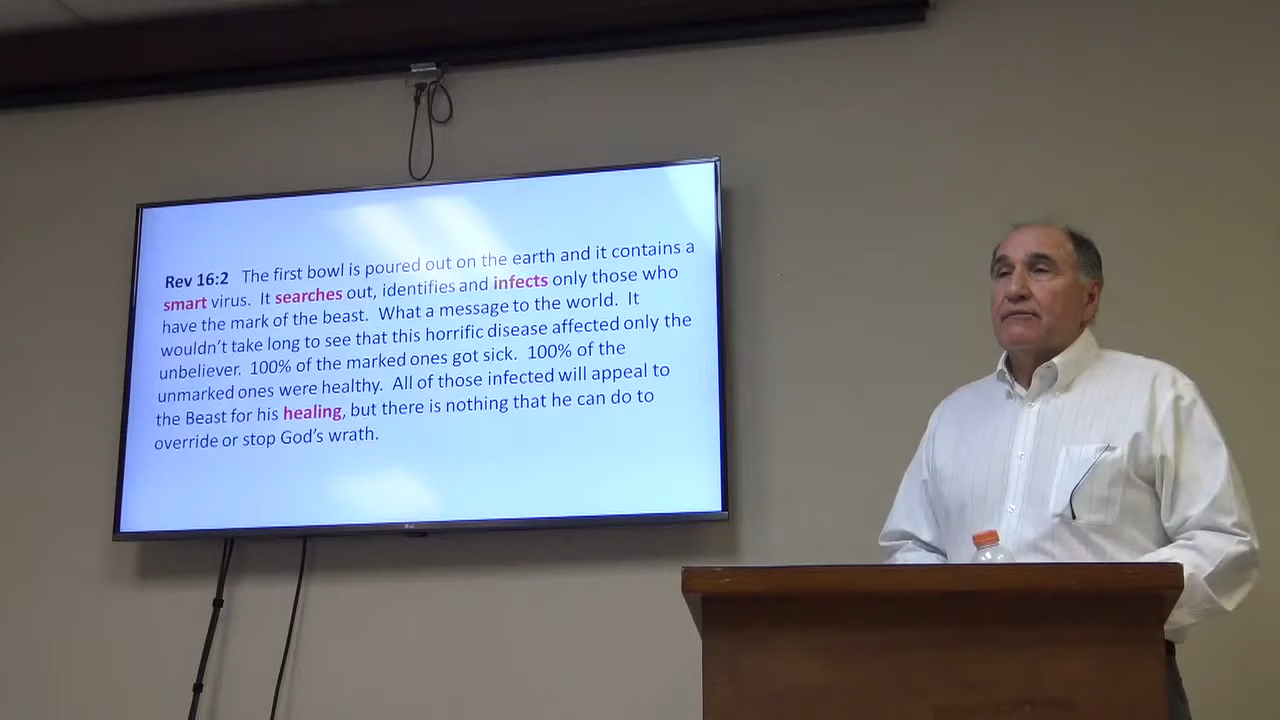 Rev 16:2 The first bowl is poured out on the earth and it contains a
smart virus. It searches out, identifies and infects only those who
have the mark of the beast. What a message to the world. It
wouldn't take long to see that this horrific disease affected only the
unbeliever. 100% of the marked ones got sick. 100% of the
unmarked ones were healthy. All of those infected will appeal to
the Beast for his healing, but there is nothing that he can do to
override or stop God's wrath.
LG